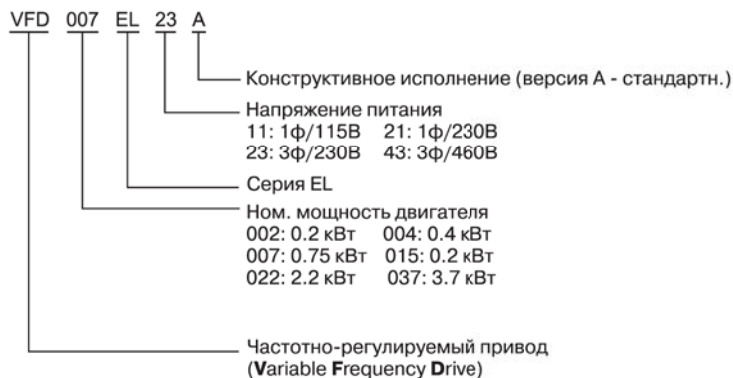 VFD 007 EL 23 A
Конструктивное исполнение (версия А - стандартн.)
Напряжение питания
11: 1ф/115В 21: 1ф/230В
23: 3ф/230В 43: 3ф/460В
Серия EL
Ном. мощность двигателя
002: 0.2 кВт 004: 0.4 кВт
007: 0.75 кВт 015: 0.2 кВт
022: 2.2 кВт 037: 3.7 кВт
Частотно-регулируемый привод
(Variable Frequency Drive)